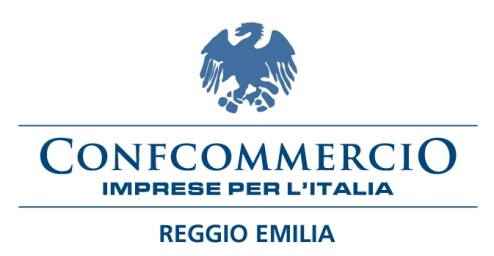 CONFCOMMERCIO
IMPRESE PER L'ITALIA
REGGIO EMILIA